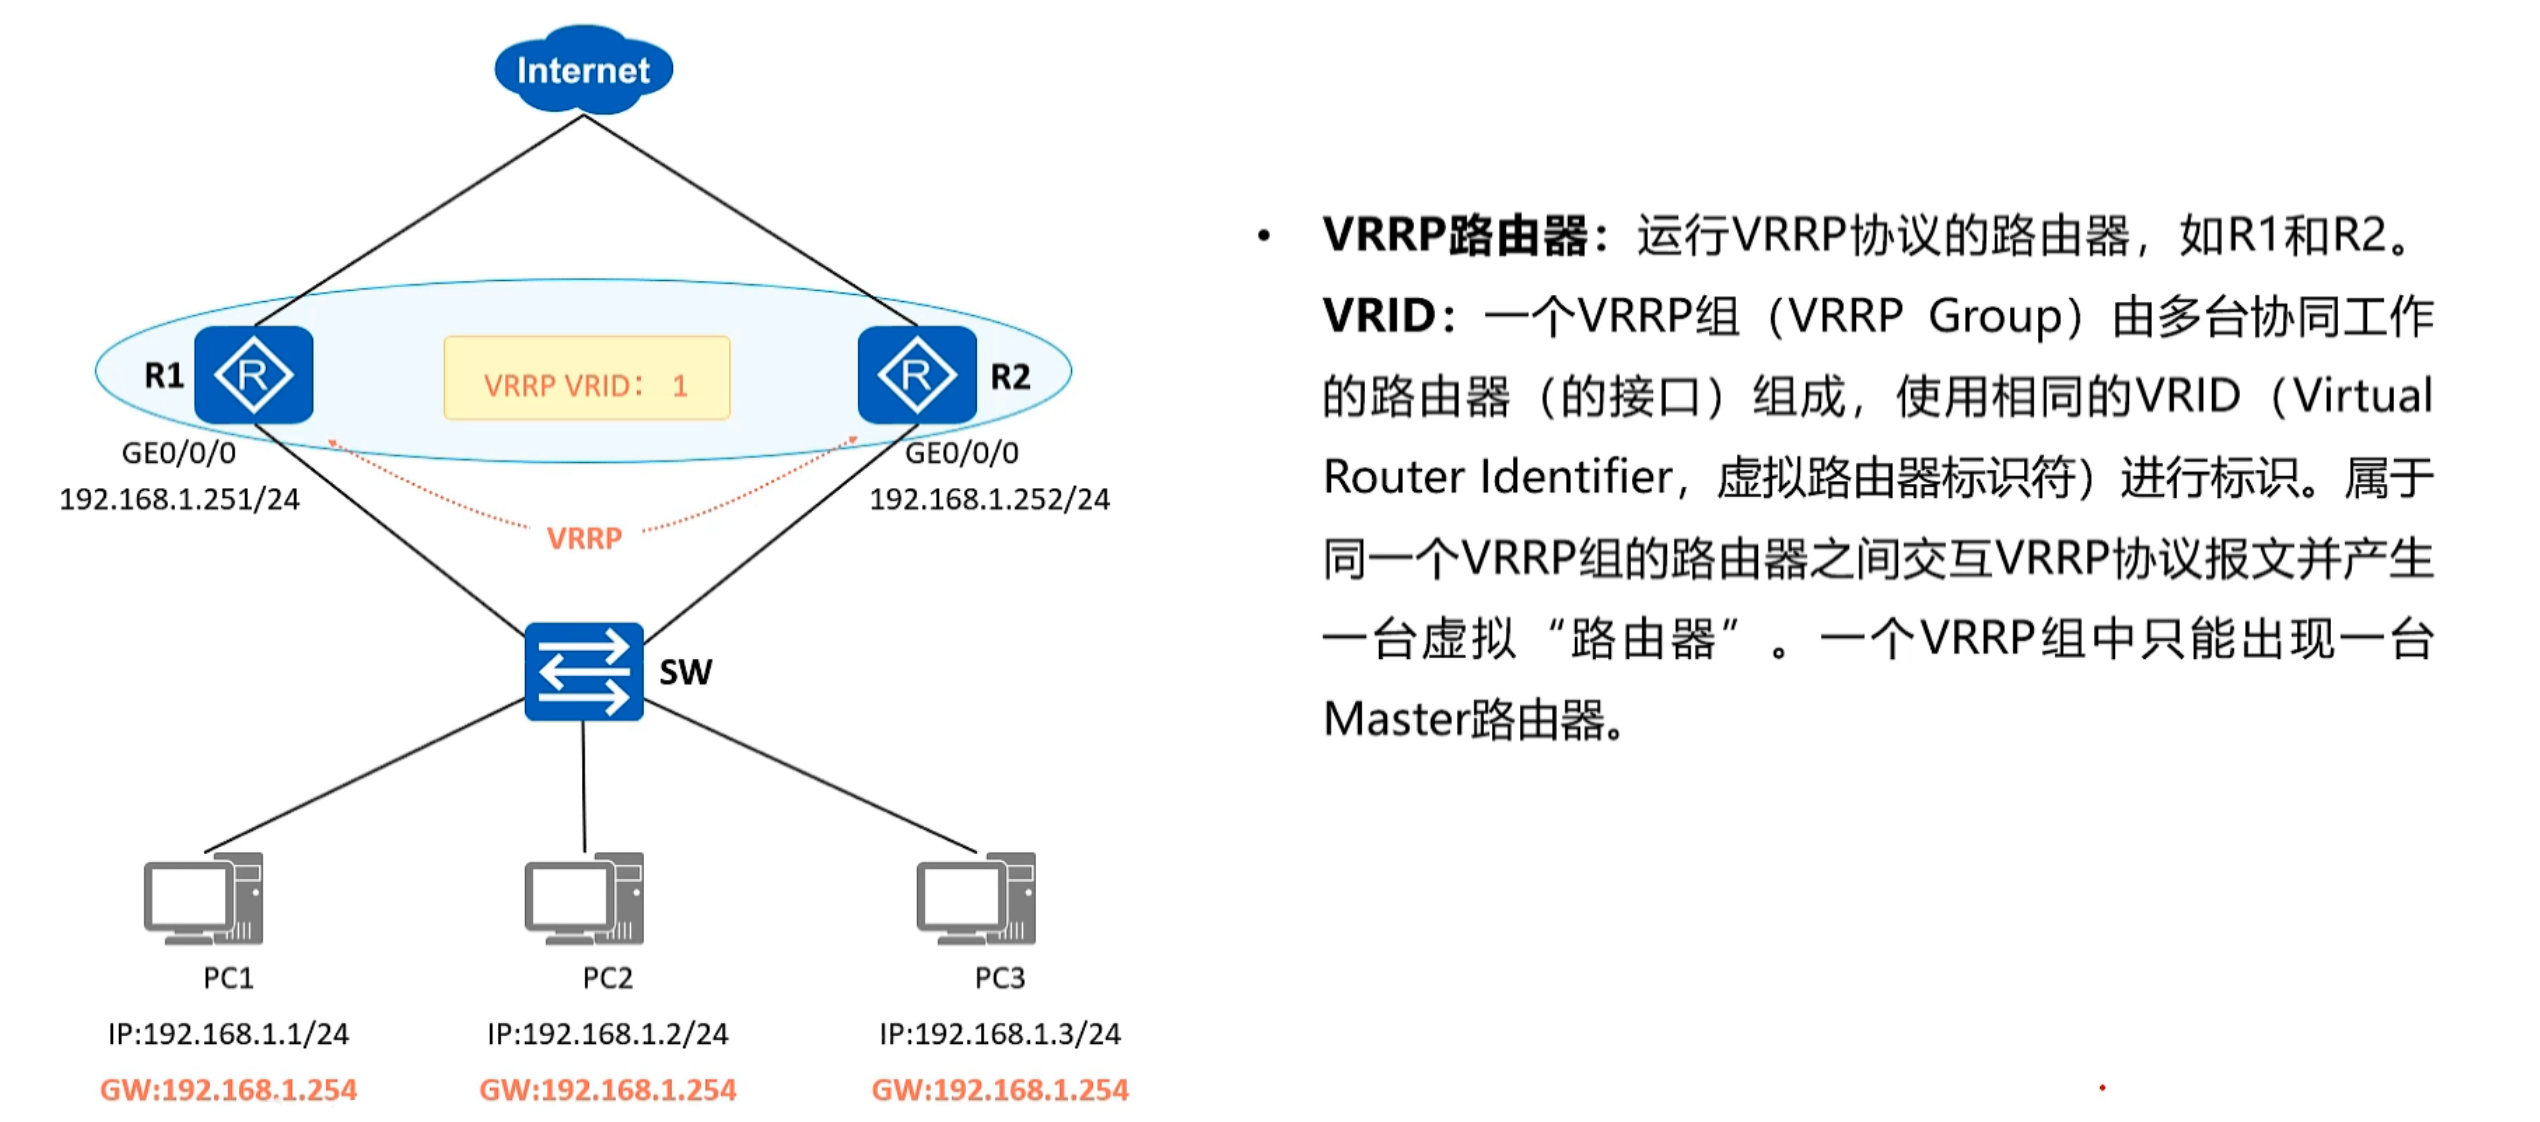 Internet
R1
VRRP VRID： 1
R2
GE0/0/0
192.168.1.251/24
GE0/0/0
192.168.1.252/24
VRRP
SW
PC1
IP:192.168.1.1/24
GW:192.168.1.254
PC2
IP:192.168.1.2/24
GW:192.168.1.254
PC3
IP:192.168.1.3/24
GW:192.168.1.254
• VRRP路由器：运行VRRP协议的路由器，如R1和R2。
VRID：一个VRRP组（VRRP Group）由多台协同工作
的路由器（的接口）组成，使用相同的VRID（Virtual
Router Identifier，虚拟路由器标识符）进行标识。属于
同一个VRRP组的路由器之间交互VRRP协议报文并产生
一台虚拟“路由器”。一个VRRP组中只能出现一台
Master路由器。
R
R